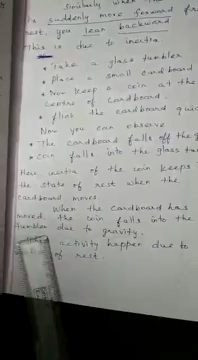 Similarly when the
suddenly move forward fr
rest, you lean backward
This is due to inertia.
* Take a glass tumbler
* Place a small cardboard
* Now keep a coin at the
centre of cardboard
* flick the cardboard quic
Now you can observe
* The cardboard falls off the g
* Coin falls into the glass tu
Here inertia of the coin keeps
the state of rest when the
cardboard moves.
When the cardboard has
moved, the coin falls into the
tumbler due to gravity.
activity happen due to
of rest.